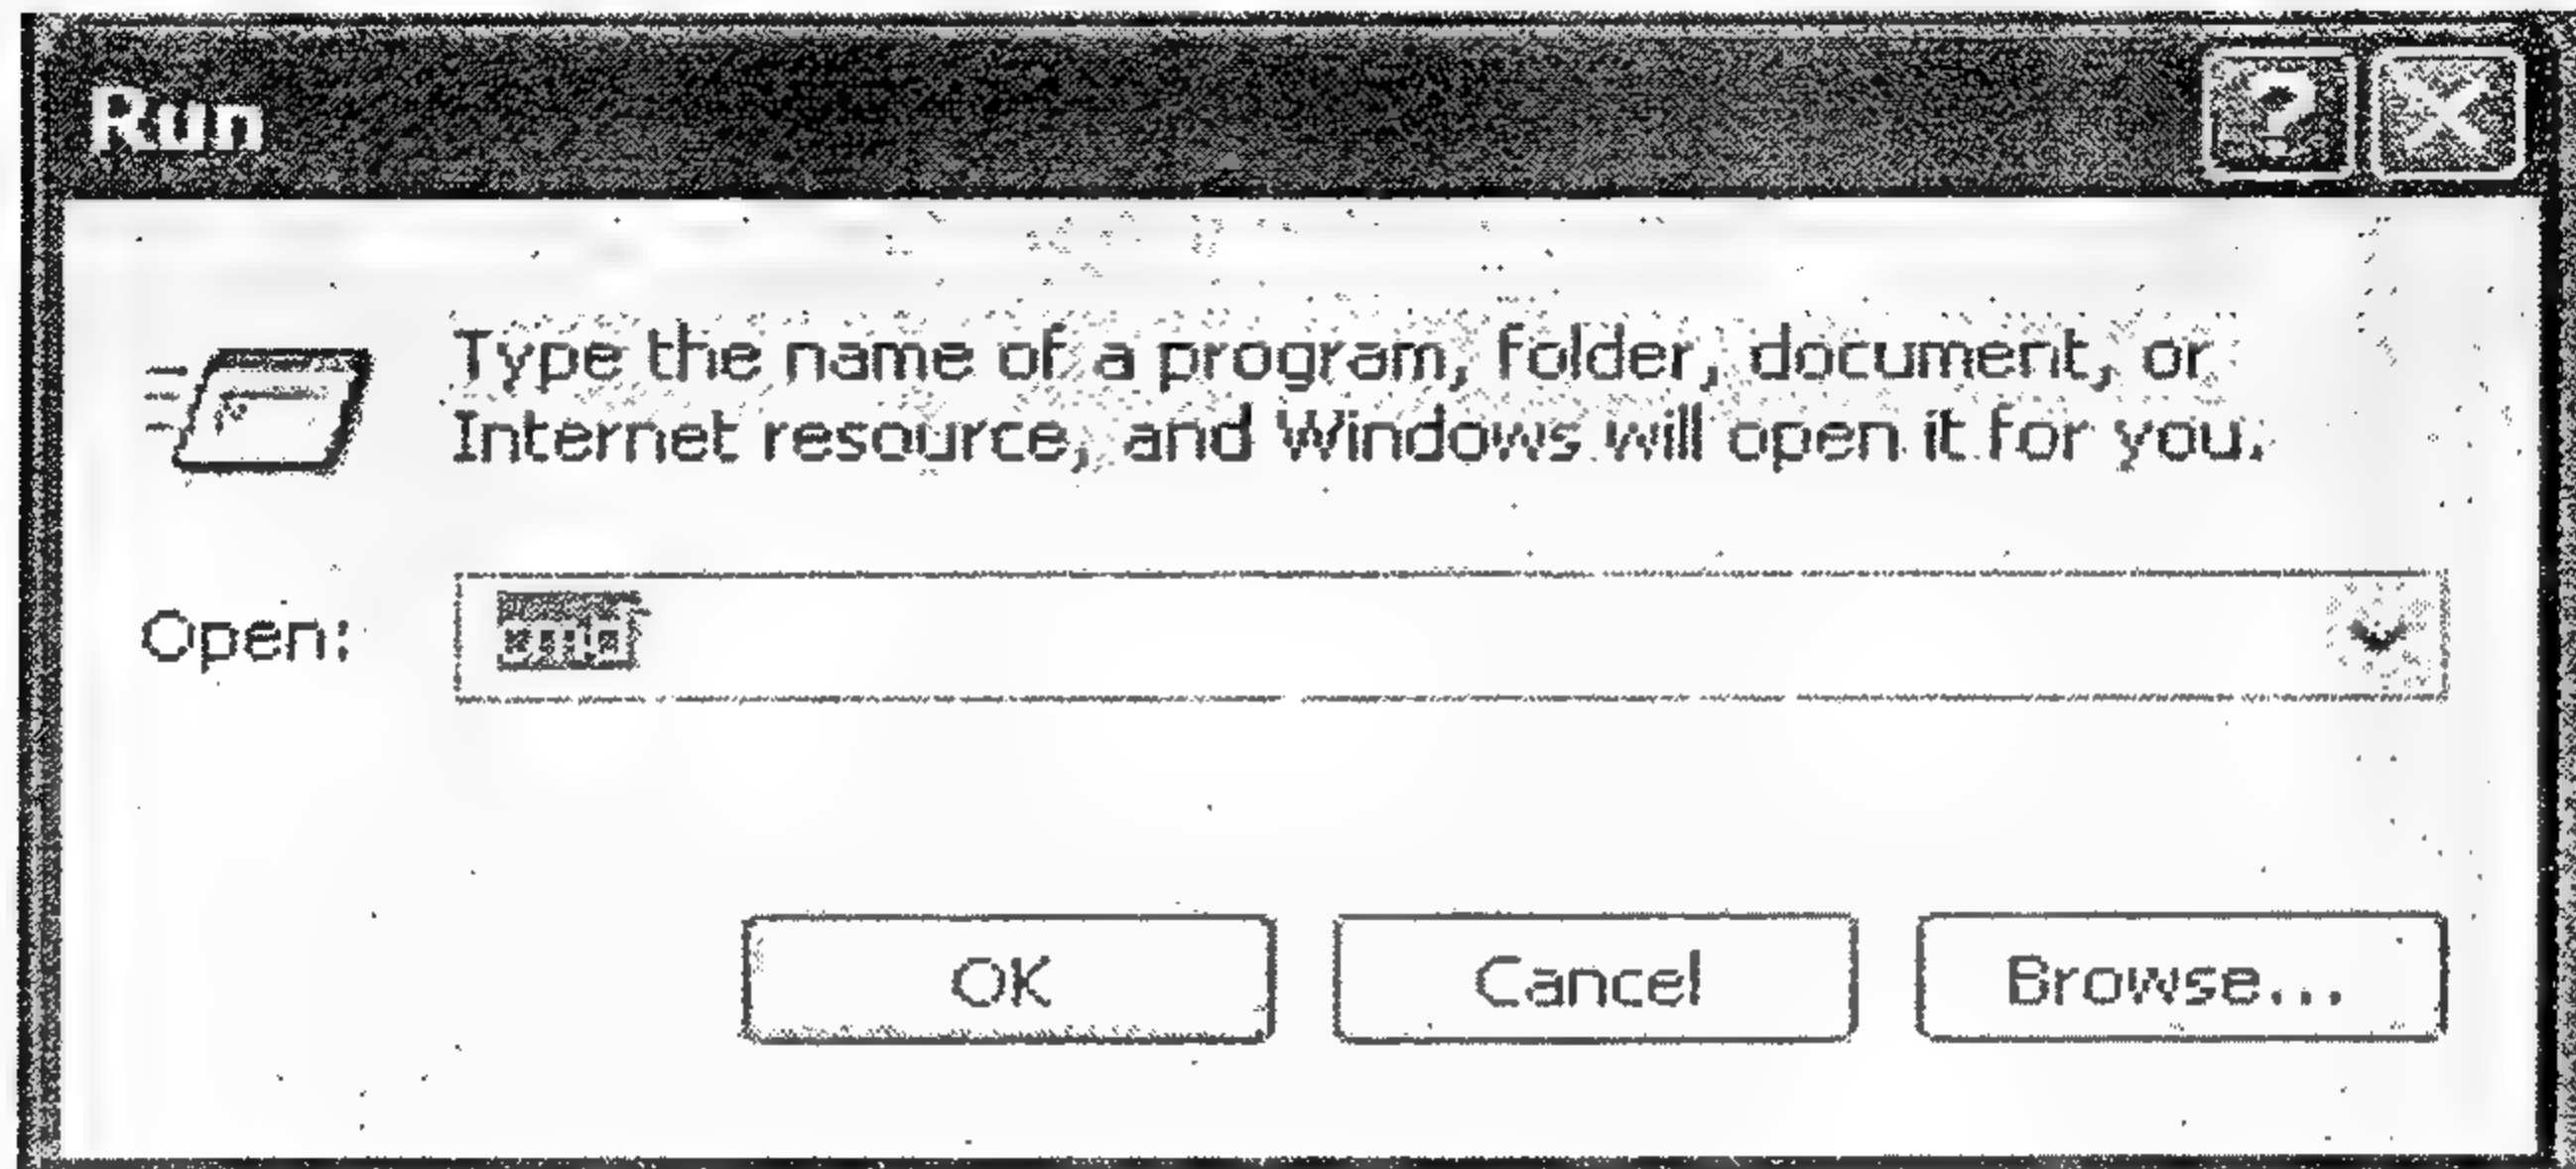 Run
Type the name of a program, folder, document, or
Internet resource, and Windows will open it for you.
Open:
OK Cancel Browse...